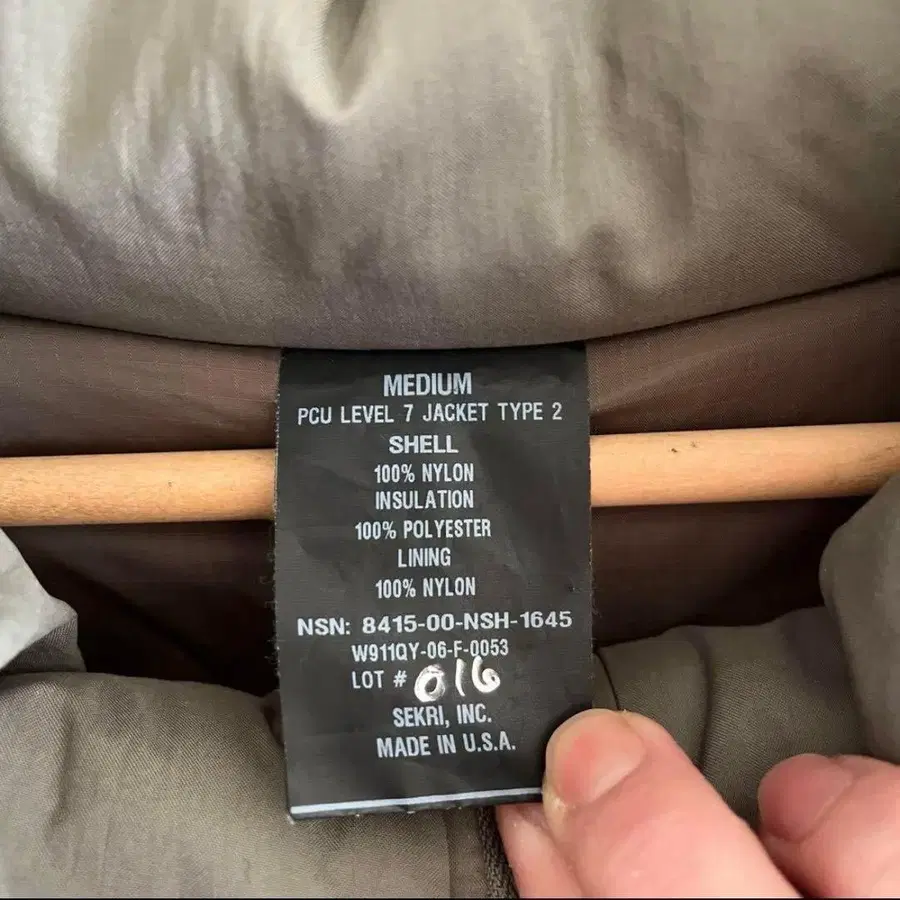 MEDIUM
PCU LEVEL 7 JACKET TYPE 2
SHELL
100% NYLON
INSULATION
100% POLYESTER
LINING
100% NYLON
NSN: 8415-00-NSH-1645
W911QY-06-F-0053
LOT # 016
SEKRI, INC.
MADE IN U.S.A.